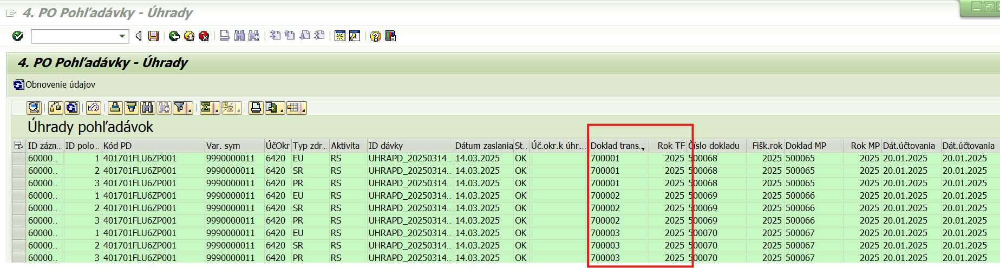 4. PO Pohľadávky - Úhrady
4. PO Pohľadávky - Úhrady
Obnovenie údajov
Úhrady pohľadávok
ID zázn... ID polo... Kód PD Var. sym ÚčOkr Typ zdr... Aktivita ID dávky Dátum zaslania St... Úč.okr.k úhr.... Doklad trans... Rok TF Číslo dokladu Fišk.rok Doklad MP Rok MP Dát.účtovania Dát.účtovania
60000... 1 401701FLU6ZP001 9990000011 6420 EU RS UHRAPD_20250314... 14.03.2025 OK 700001 2025 500068 2025 500065 2025 20.01.2025 20.01.2025
60000... 2 401701FLU6ZP001 9990000011 6420 SR RS UHRAPD_20250314... 14.03.2025 OK 700001 2025 500068 2025 500065 2025 20.01.2025 20.01.2025
60000... 3 401701FLU6ZP001 9990000011 6420 PR RS UHRAPD_20250314... 14.03.2025 OK 700001 2025 500068 2025 500065 2025 20.01.2025 20.01.2025
60000... 1 401701FLU6ZP001 9990000011 6420 EU RS UHRAPD_20250314... 14.03.2025 OK 700002 2025 500069 2025 500066 2025 20.01.2025 20.01.2025
60000... 2 401701FLU6ZP001 9990000011 6420 SR RS UHRAPD_20250314... 14.03.2025 OK 700002 2025 500069 2025 500066 2025 20.01.2025 20.01.2025
60000... 3 401701FLU6ZP001 9990000011 6420 PR RS UHRAPD_20250314... 14.03.2025 OK 700002 2025 500069 2025 500066 2025 20.01.2025 20.01.2025
60000... 1 401701FLU6ZP001 9990000011 6420 EU RS UHRAPD_20250314... 14.03.2025 OK 700003 2025 500070 2025 500067 2025 20.01.2025 20.01.2025
60000... 2 401701FLU6ZP001 9990000011 6420 SR RS UHRAPD_20250314... 14.03.2025 OK 700003 2025 500070 2025 500067 2025 20.01.2025 20.01.2025
60000... 3 401701FLU6ZP001 9990000011 6420 PR RS UHRAPD_20250314... 14.03.2025 OK 700003 2025 500070 2025 500067 2025 20.01.2025 20.01.2025